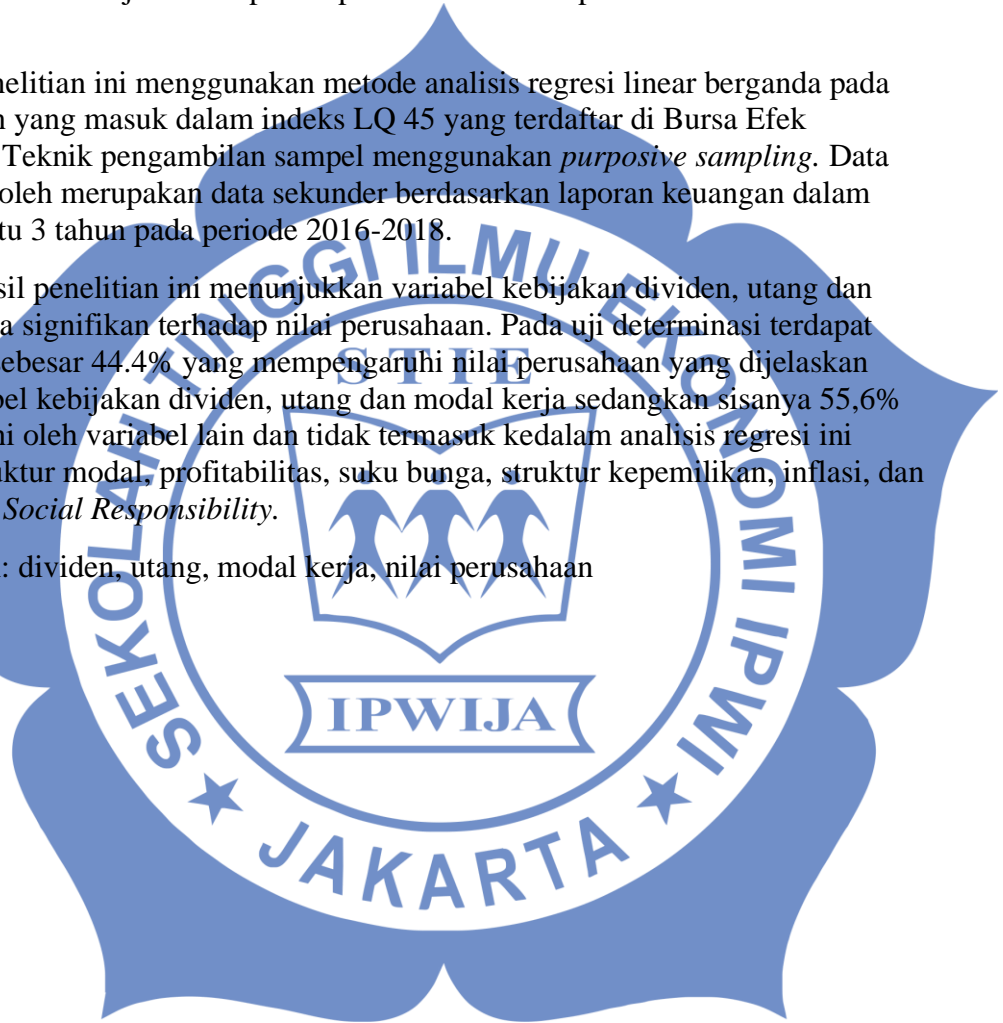 nelitian ini menggunakan metode analisis regresi linear berganda pada
n yang masuk dalam indeks LQ 45 yang terdaftar di Bursa Efek
Teknik pengambilan sampel menggunakan purposive sampling. Data
oleh merupakan data sekunder berdasarkan laporan keuangan dalam
tu 3 tahun pada periode 2016-2018.
sil penelitian ini menunjukkan variabel kebijakan dividen, utang dan
a signifikan terhadap nilai perusahaan. Pada uji determinasi terdapat
sebesar 44.4% yang mempengaruhi nilai perusahaan yang dijelaskan
bel kebijakan dividen, utang dan modal kerja sedangkan sisanya 55,6%
ni oleh variabel lain dan tidak termasuk kedalam analisis regresi ini
uktur modal, profitabilitas, suku bunga, struktur kepemilikan, inflasi, dan
Social Responsibility.
: dividen, utang, modal kerja, nilai perusahaan
SEKOLAH TINGGI ILMU EKONOMI IPWI
STIE
IPWIJA
JAKARTA